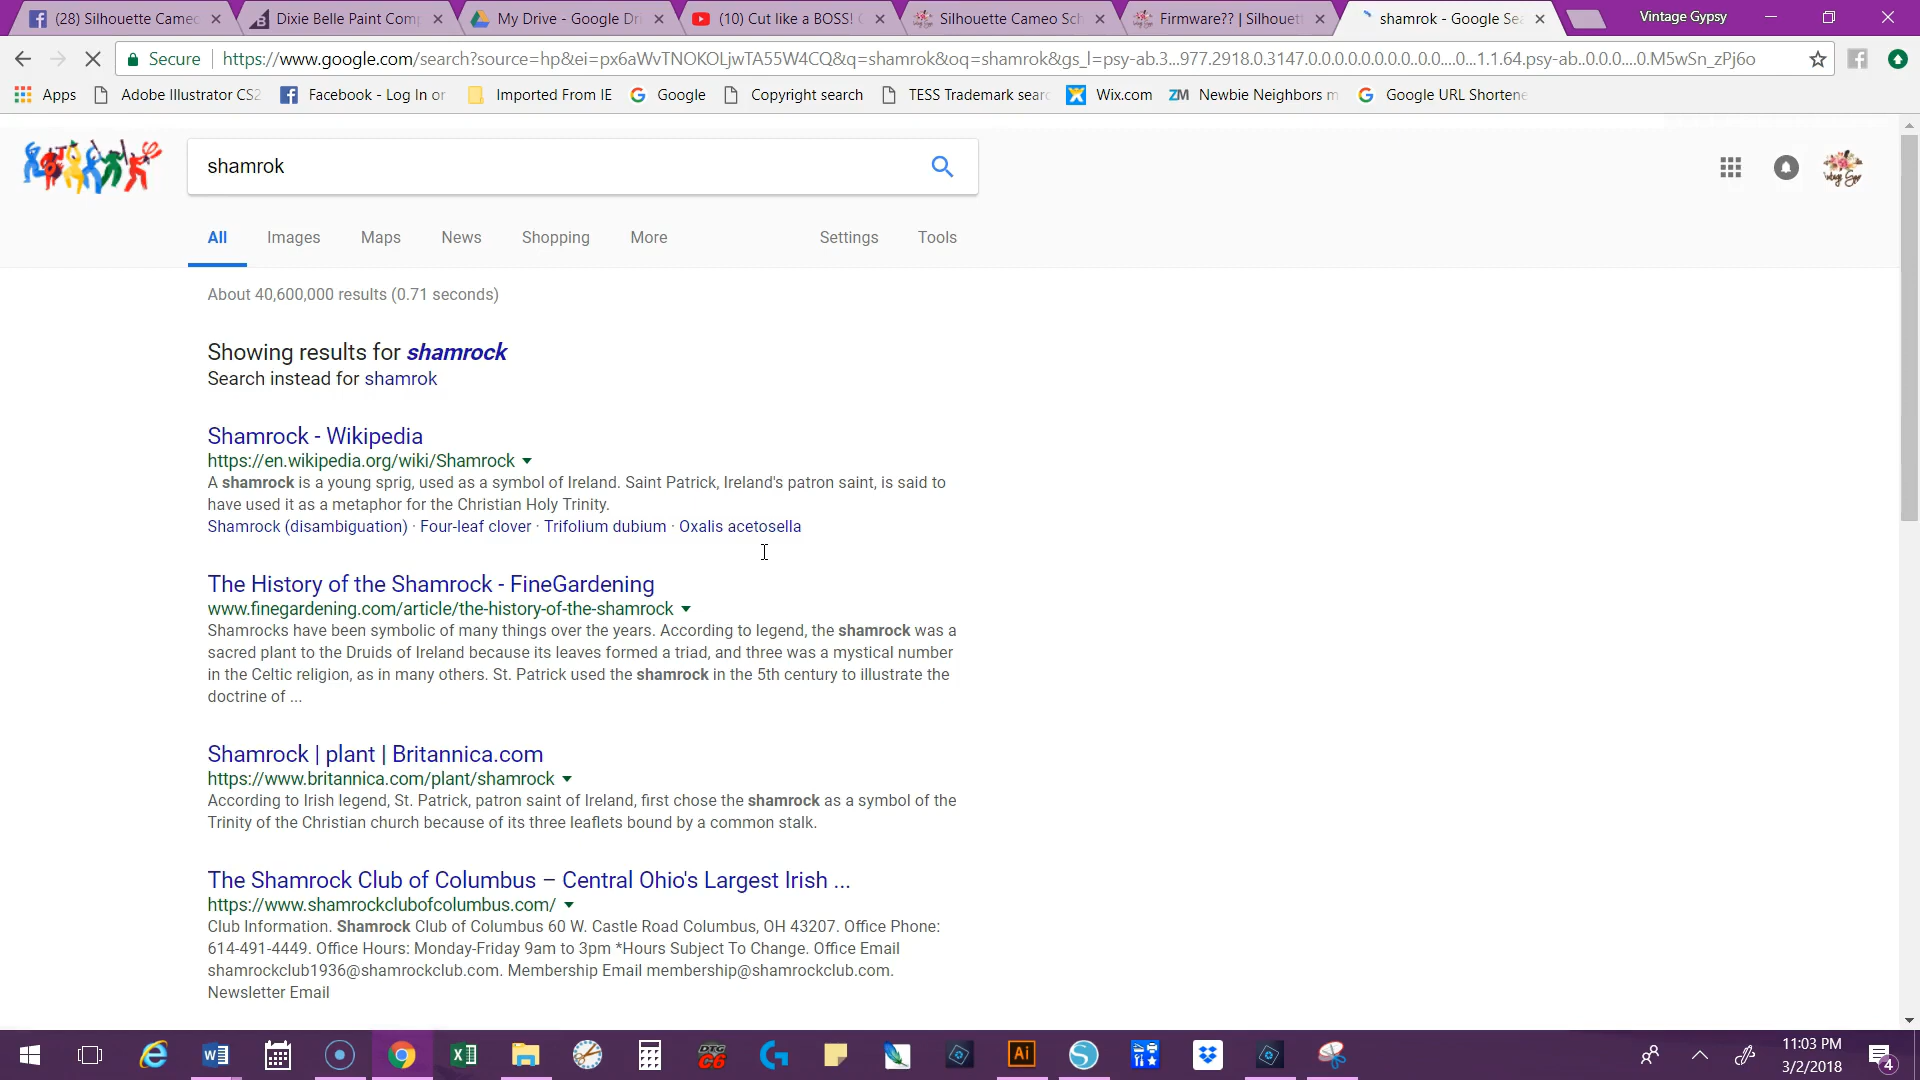 (28) Silhouette Cameo
Dixie Belle Paint Comp
My Drive - Google Dri
(10) Cut like a BOSS!
Silhouette Cameo Sch
Firmware?? | Silhouett
shamrok - Google Sea
Vintage Gypsy
Secure
https://www.google.com/search?source=hp&ei=px6aWvTNOKOLjwTA55W4CQ&q=shamrok&oq=shamrok&gs_l=psy-ab.3...977.2918.0.3147.0.0.0.0.0.0.0.0..0.0....0...1.1.64.psy-ab..0.0.0....0.M5wSn_zPj6o
Apps
Adobe Illustrator CS2
Facebook - Log In or
Imported From IE
Google
Copyright search
TESS Trademark searc
Wix.com
ZM
Newbie Neighbors m
Google URL Shortene
shamrok
All
Images
Maps
News
Shopping
More
Settings
Tools
About 40,600,000 results (0.71 seconds)
Showing results for shamrock
Search instead for shamrok
Shamrock - Wikipedia
https://en.wikipedia.org/wiki/Shamrock
A shamrock is a young sprig, used as a symbol of Ireland. Saint Patrick, Ireland's patron saint, is said to
have used it as a metaphor for the Christian Holy Trinity.
Shamrock (disambiguation) · Four-leaf clover · Trifolium dubium · Oxalis acetosella
The History of the Shamrock - FineGardening
www.finegardening.com/article/the-history-of-the-shamrock
Shamrocks have been symbolic of many things over the years. According to legend, the shamrock was a
sacred plant to the Druids of Ireland because its leaves formed a triad, and three was a mystical number
in the Celtic religion, as in many others. St. Patrick used the shamrock in the 5th century to illustrate the
doctrine of ...
Shamrock | plant | Britannica.com
https://www.britannica.com/plant/shamrock
According to Irish legend, St. Patrick, patron saint of Ireland, first chose the shamrock as a symbol of the
Trinity of the Christian church because of its three leaflets bound by a common stalk.
The Shamrock Club of Columbus – Central Ohio's Largest Irish ...
https://www.shamrockclubofcolumbus.com/
Club Information. Shamrock Club of Columbus 60 W. Castle Road Columbus, OH 43207. Office Phone:
614-491-4449. Office Hours: Monday-Friday 9am to 3pm *Hours Subject To Change. Office Email
shamrockclub1936@shamrockclub.com. Membership Email membership@shamrockclub.com.
Newsletter Email
11:03 PM
3/2/2018
4